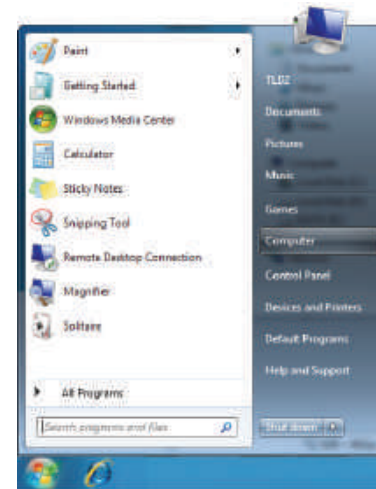 Paint
Getting Started
Windows Media Center
Calculator
Sticky Notes
Snipping Tool
Remote Desktop Connection
Magnifier
Solitaire
All Programs
Search programs and files
Documents
Pictures
Music
Games
Computer
Control Panel
Devices and Printers
Default Programs
Help and Support
Shut down